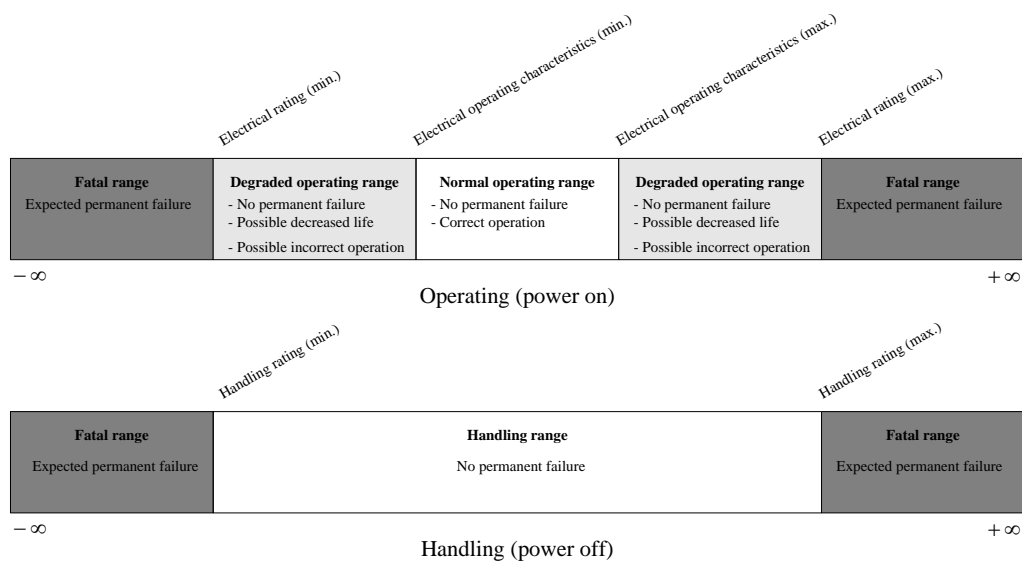 Electrical rating (min.)
Electrical operating characteristics (min.)
Electrical operating characteristics (max.)
Electrical rating (max.)
Fatal range
Expected permanent failure
Degraded operating range
- No permanent failure
- Possible decreased life
- Possible incorrect operation
Normal operating range
- No permanent failure
- Correct operation
Degraded operating range
- No permanent failure
- Possible decreased life
- Possible incorrect operation
Fatal range
Expected permanent failure
− ∞
+ ∞
Operating (power on)
Handling rating (min.)
Handling rating (max.)
Fatal range
Expected permanent failure
Handling range
No permanent failure
Fatal range
Expected permanent failure
− ∞
+ ∞
Handling (power off)